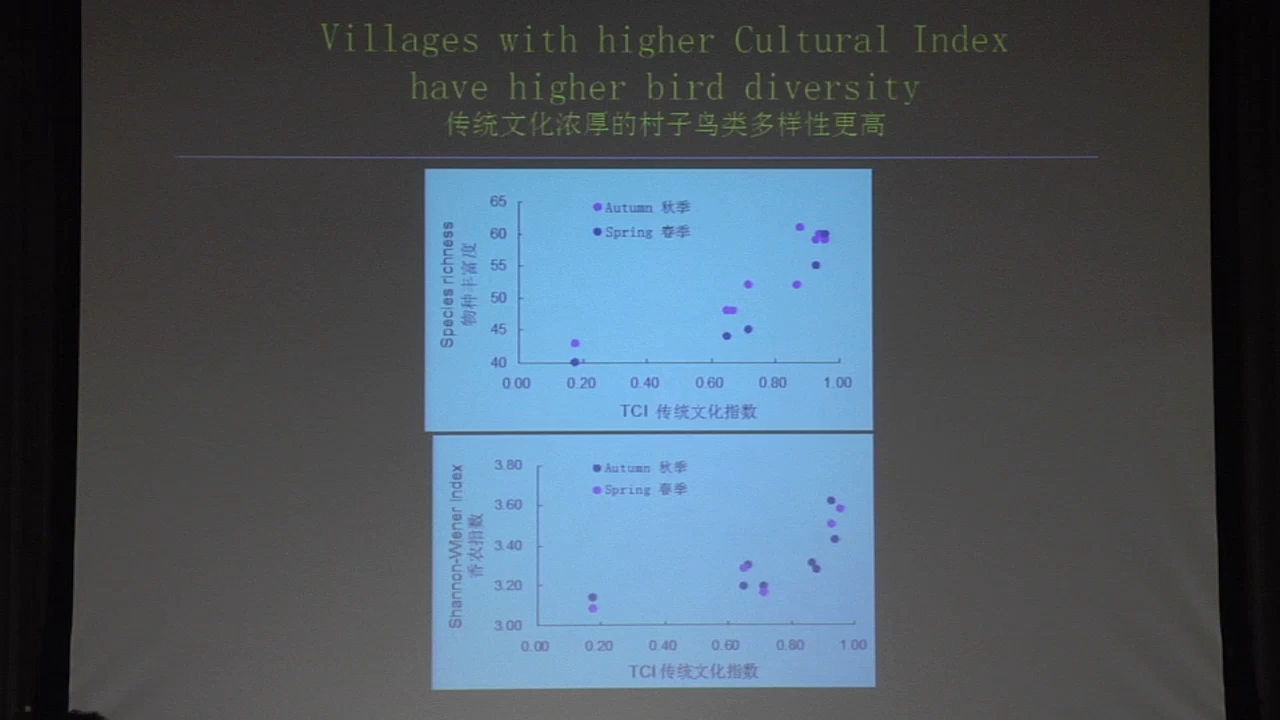 Villages with higher Cultural Index
have higher bird diversity
传统文化浓厚的村子鸟类多样性更高
Species richness
物种丰富度
65
60
55
50
45
40
Autumn 秋季
Spring 春季
0.00 0.20 0.40 0.60 0.80 1.00
TCI 传统文化指数
Shannon-Wiener Index
香农指数
3.80
3.60
3.40
3.20
3.00
Autumn 秋季
Spring 春季
0.00 0.20 0.40 0.60 0.80 1.00
TCI 传统文化指数